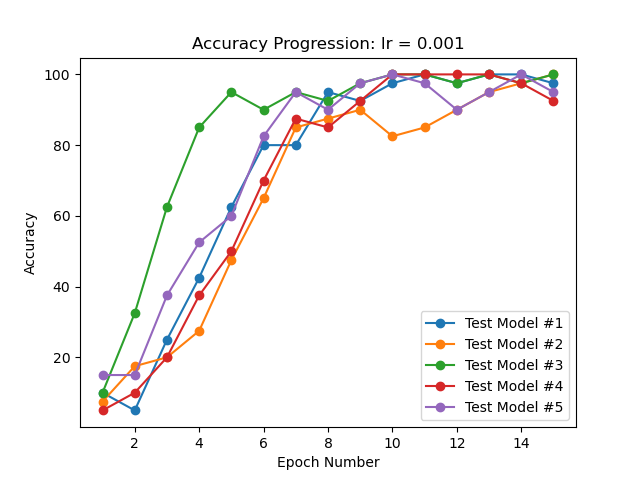 Accuracy Progression: lr = 0.001
100
80
60
40
20
Accuracy
2
4
6
8
10
12
14
Epoch Number
Test Model #1
Test Model #2
Test Model #3
Test Model #4
Test Model #5